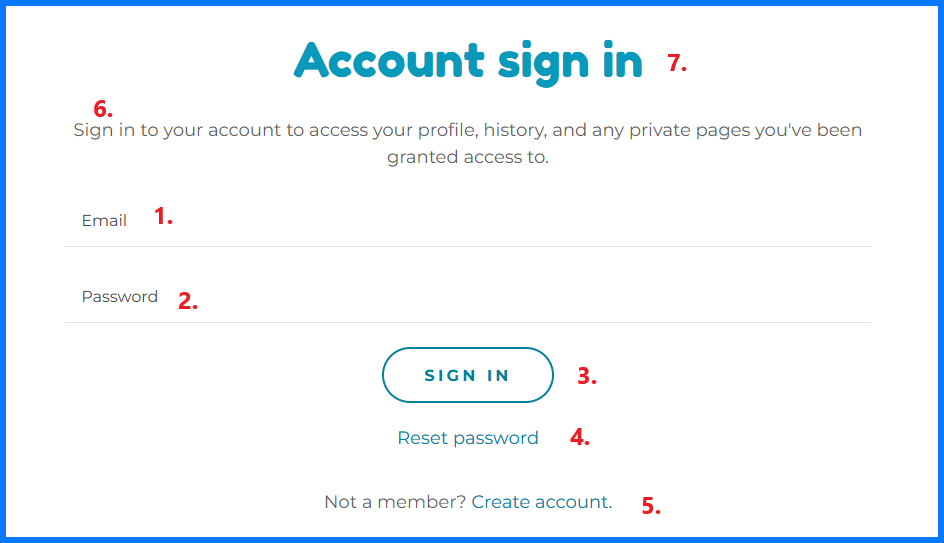 Account sign in 7.
6.
Sign in to your account to access your profile, history, and any private pages you've been
granted access to.
Email 1.
Password 2.
SIGN IN 3.
Reset password 4.
Not a member? Create account. 5.